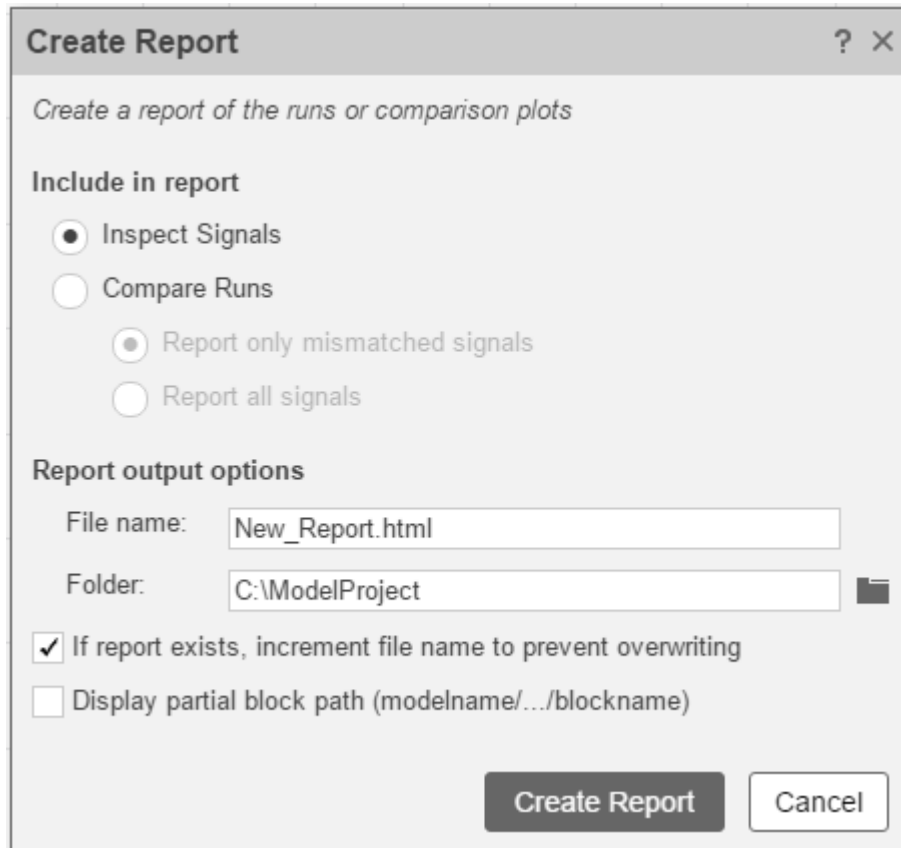 Create Report ? ×
Create a report of the runs or comparison plots
Include in report
Inspect Signals
Compare Runs
Report only mismatched signals
Report all signals
Report output options
File name: New_Report.html
Folder: C:\ModelProject
If report exists, increment file name to prevent overwriting
Display partial block path (modelname/.../blockname)
Create Report Cancel